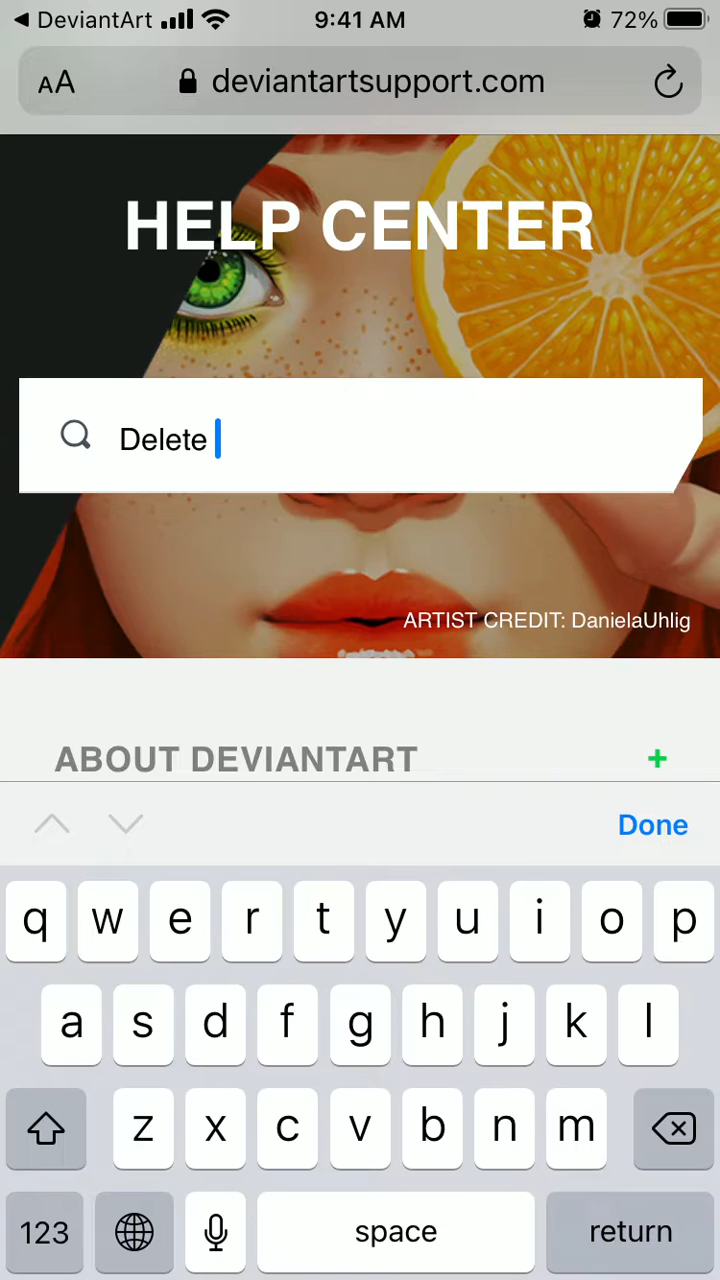 DeviantArt 9:41 AM 72%
AA deviantartsupport.com
HELP CENTER
Delete
ARTIST CREDIT: DanielaUhlig
ABOUT DEVIANTART +
Done
q w e r t y u i o p
a s d f g h j k l
z x c v b n m
123 space return